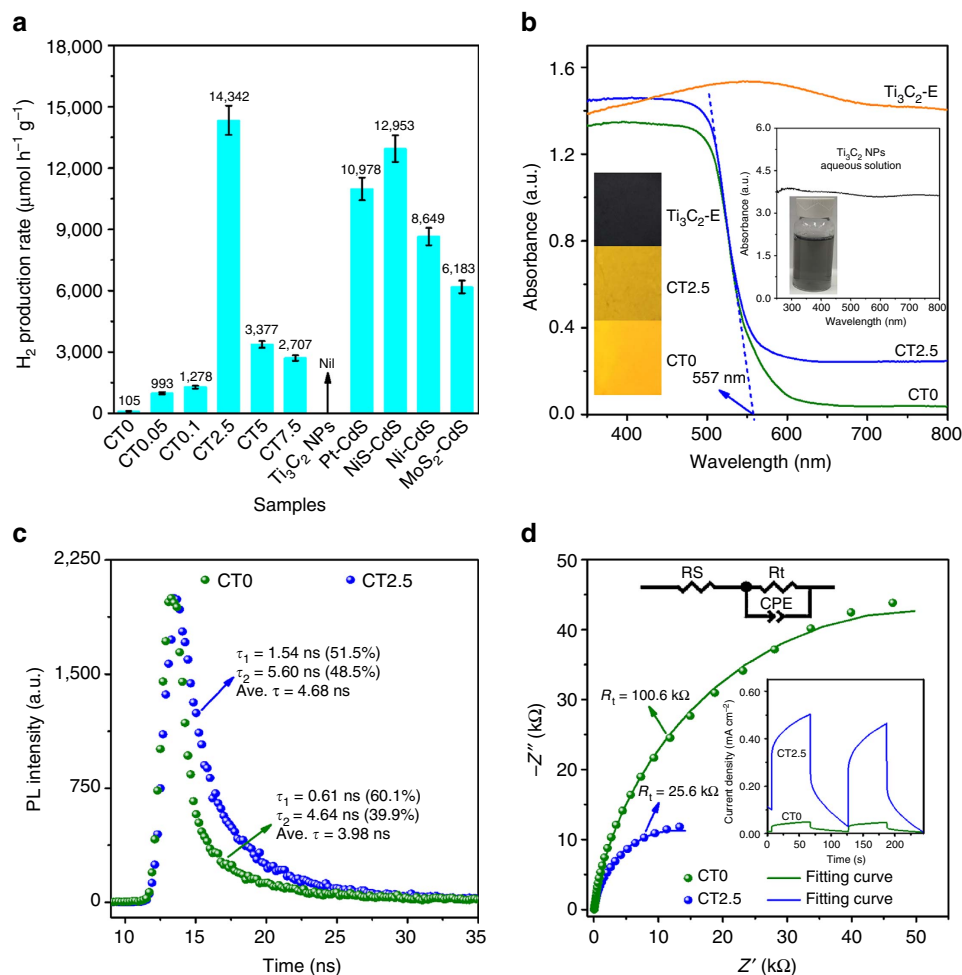 a
18,000
15,000
12,000
9,000
6,000
3,000
0
H₂ production rate (μmol h⁻¹ g⁻¹)
105
993
1,278
14,342
3,377
2,707
Nil
10,978
12,953
8,649
6,183
CT0
CT0.05
CT0.1
CT2.5
CT5
CT7.5
Ti₃C₂ NPs
Pt-CdS
NiS-CdS
Ni-CdS
MoS₂-CdS
Samples
b
1.6
1.2
0.8
0.4
0.0
Absorbance (a.u.)
Ti₃C₂-E
Ti₃C₂-E
CT2.5
CT0
557 nm
CT2.5
CT0
400
500
600
700
800
Wavelength (nm)
6.0
4.5
3.0
1.5
0.0
Absorbance (a.u.)
Ti₃C₂ NPs
aqueous solution
300 400 500 600 700 800
Wavelength (nm)
c
2,250
1,500
750
0
PL intensity (a.u.)
CT0
CT2.5
τ₁ = 1.54 ns (51.5%)
τ₂ = 5.60 ns (48.5%)
Ave. τ = 4.68 ns
τ₁ = 0.61 ns (60.1%)
τ₂ = 4.64 ns (39.9%)
Ave. τ = 3.98 ns
10
15
20
25
30
35
Time (ns)
d
50
40
30
20
10
0
–Z″ (kΩ)
RS
Rt
CPE
Rₜ = 100.6 kΩ
Rₜ = 25.6 kΩ
0.60
0.40
0.20
0.00
Current density (mA cm⁻²)
CT2.5
CT0
0 50 100 150 200
Time (s)
CT0
Fitting curve
CT2.5
Fitting curve
0
10
20
30
40
50
60
Z′ (kΩ)